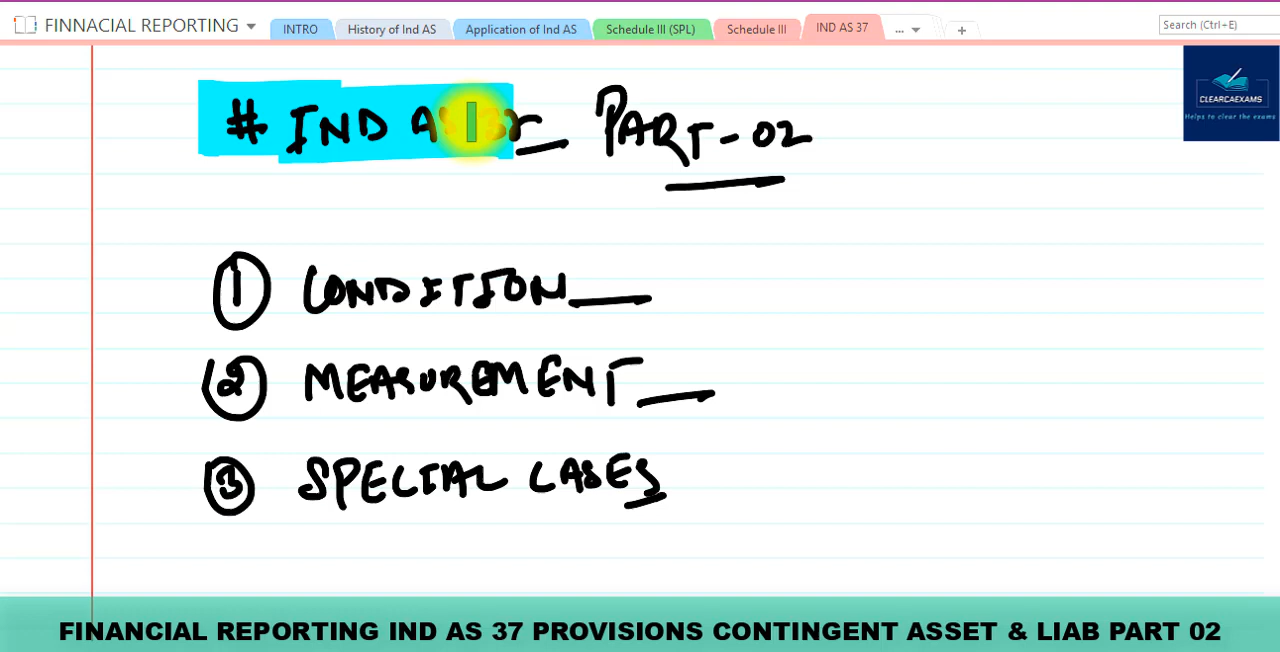 FINNACIAL REPORTING
INTRO
History of Ind AS
Application of Ind AS
Schedule III (SPL)
Schedule III
IND AS 37
...
+
Search (Ctrl+E)
CLEARCAEXAMS
Helps to clear the exams
# IND AS PART-02
1 CONDITION
2 MEASUREMENT
3 SPECIAL CASES
FINANCIAL REPORTING IND AS 37 PROVISIONS CONTINGENT ASSET & LIAB PART 02